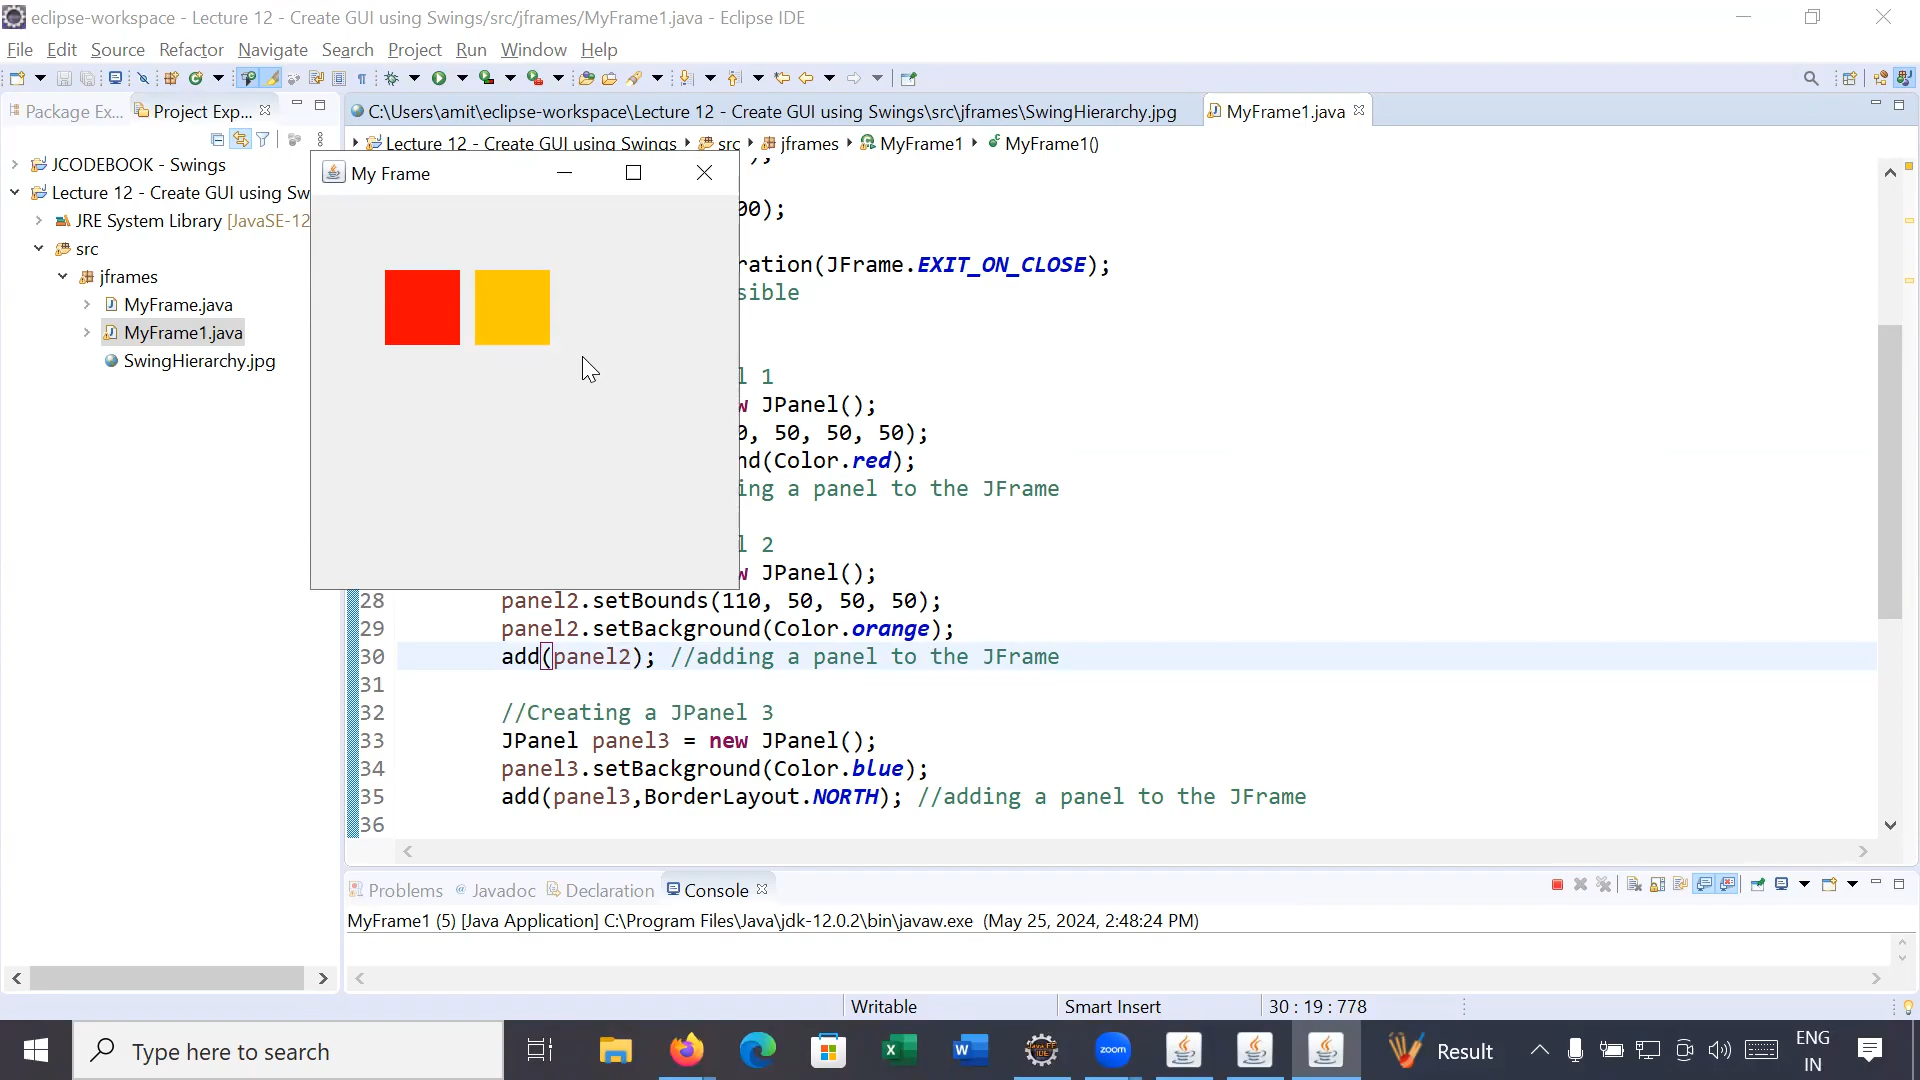 eclipse-workspace - Lecture 12 - Create GUI using Swings/src/jframes/MyFrame1.java - Eclipse IDE
File Edit Source Refactor Navigate Search Project Run Window Help
Package Ex... Project Exp...
C:\Users\amit\eclipse-workspace\Lecture 12 - Create GUI using Swings\src\jframes\SwingHierarchy.jpg MyFrame1.java
Lecture 12 - Create GUI using Swings src jframes MyFrame1 MyFrame1()
JCODEBOOK - Swings
Lecture 12 - Create GUI using Sw
JRE System Library [JavaSE-12
src
jframes
MyFrame.java
MyFrame1.java
SwingHierarchy.jpg
My Frame
);
00);
ration(JFrame.EXIT_ON_CLOSE);
sible
l 1
w JPanel();
0, 50, 50, 50);
nd(Color.red);
ing a panel to the JFrame
l 2
w JPanel();
28 panel2.setBounds(110, 50, 50, 50);
29 panel2.setBackground(Color.orange);
30 add(panel2); //adding a panel to the JFrame
31
32 //Creating a JPanel 3
33 JPanel panel3 = new JPanel();
34 panel3.setBackground(Color.blue);
35 add(panel3,BorderLayout.NORTH); //adding a panel to the JFrame
36
Problems Javadoc Declaration Console
MyFrame1 (5) [Java Application] C:\Program Files\Java\jdk-12.0.2\bin\javaw.exe (May 25, 2024, 2:48:24 PM)
Writable Smart Insert 30 : 19 : 778
Type here to search
Java EE
IDE
zoom
Result
ENG
IN